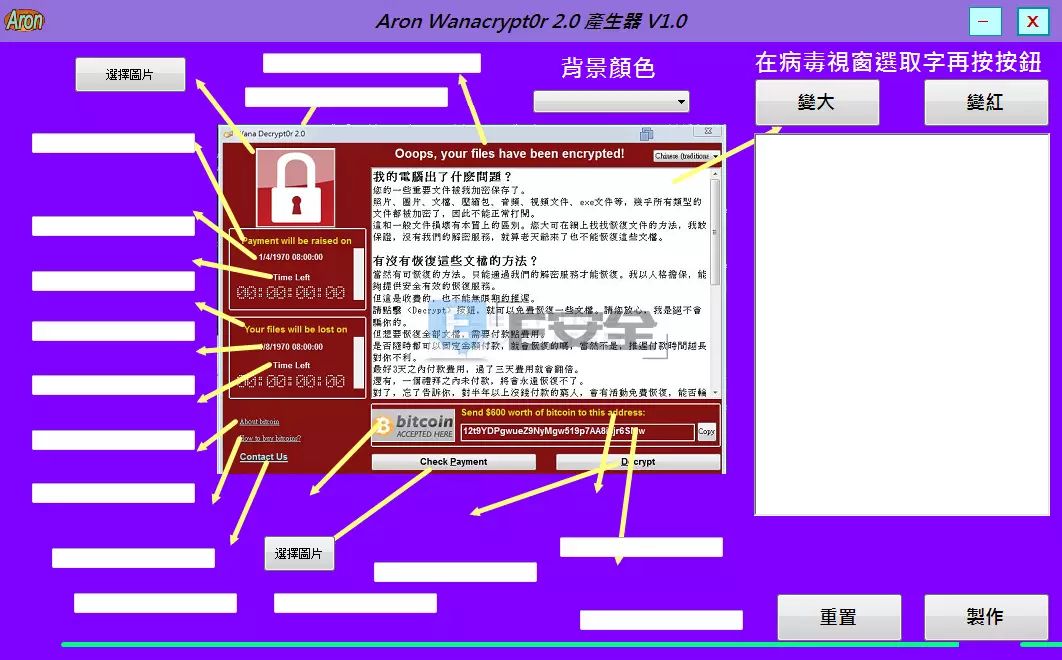 Aron
Aron Wanacrypt0r 2.0 產生器 V1.0
選擇圖片
背景顏色
在病毒視窗選取字再按按鈕
變大
變紅
Wana Decrypt0r 2.0
Ooops, your files have been encrypted!
Chinese (traditiona
我的電腦出了什麼問題？
您的一些重要文件被我加密保存了。
照片、圖片、文檔、壓縮包、音頻、視頻文件、exe文件等，幾乎所有類型的
文件都被加密了，因此不能正常打開。
這和一般文件損壞有本質上的區別。您大可在網上找找恢復文件的方法，我敢
保證，沒有我們的解密服務，就算老天爺來了也不能恢復這些文檔。
有沒有恢復這些文檔的方法？
當然有可恢復的方法。只能通過我們的解密服務才能恢復。我以人格擔保，能
夠提供安全有效的恢復服務。
但這是收費的，也不能無限期的推遲。
請點擊 <Decrypt> 按鈕，就可以免費恢復一些文檔。請您放心，我是絕不會
騙你的。
但想要恢復全部文檔，需要付款點費用。
是否隨時都可以固定金額付款，就會恢復的嗎，當然不是，推遲付款時間越長
對你不利。
最好3天之內付款費用，過了三天費用就會翻倍。
還有，一個禮拜之內未付款，將會永遠恢復不了。
對了，忘了告訴你，對半年以上沒錢付款的窮人，會有活動免費恢復，能否輪
E安全
Payment will be raised on
1/4/1970 08:00:00
Time Left
00:00:00:00
Your files will be lost on
1/8/1970 08:00:00
Time Left
00:00:00:00
About bitcoin
How to buy bitcoins?
Contact Us
bitcoin
ACCEPTED HERE
Send $600 worth of bitcoin to this address:
Copy
Check Payment
Decrypt
選擇圖片
重置
製作